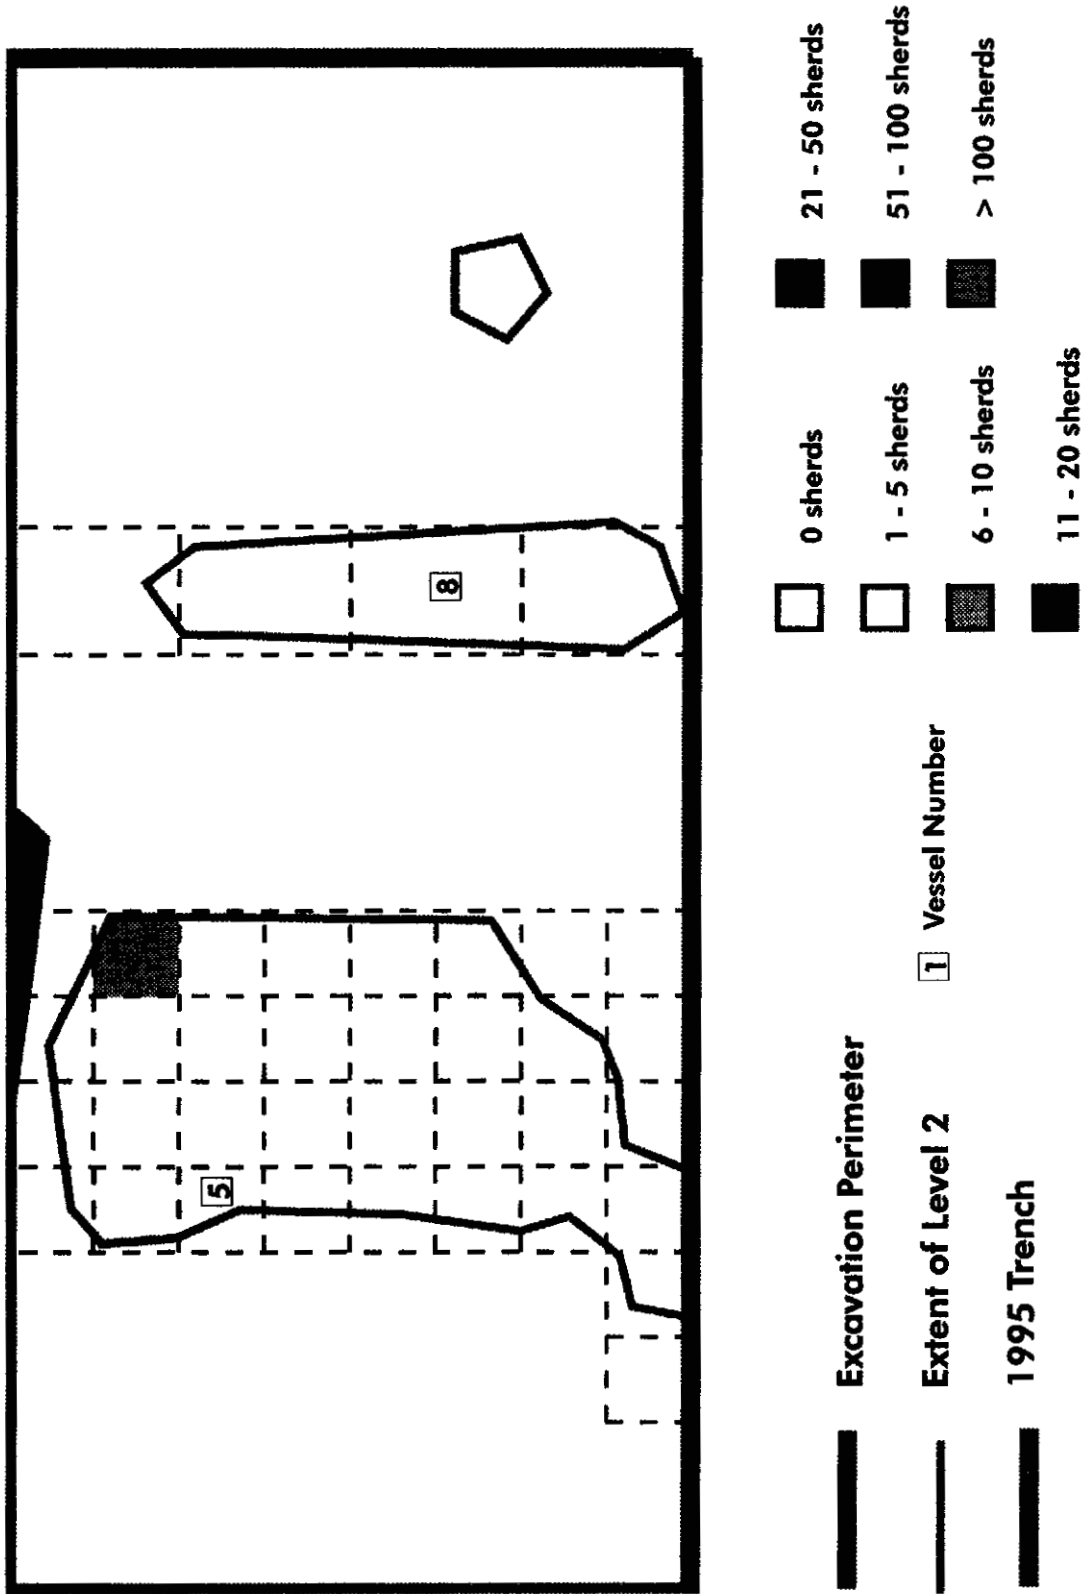 5
8
Excavation Perimeter
Extent of Level 2
1995 Trench
1 Vessel Number
0 sherds
1 - 5 sherds
6 - 10 sherds
11 - 20 sherds
21 - 50 sherds
51 - 100 sherds
> 100 sherds